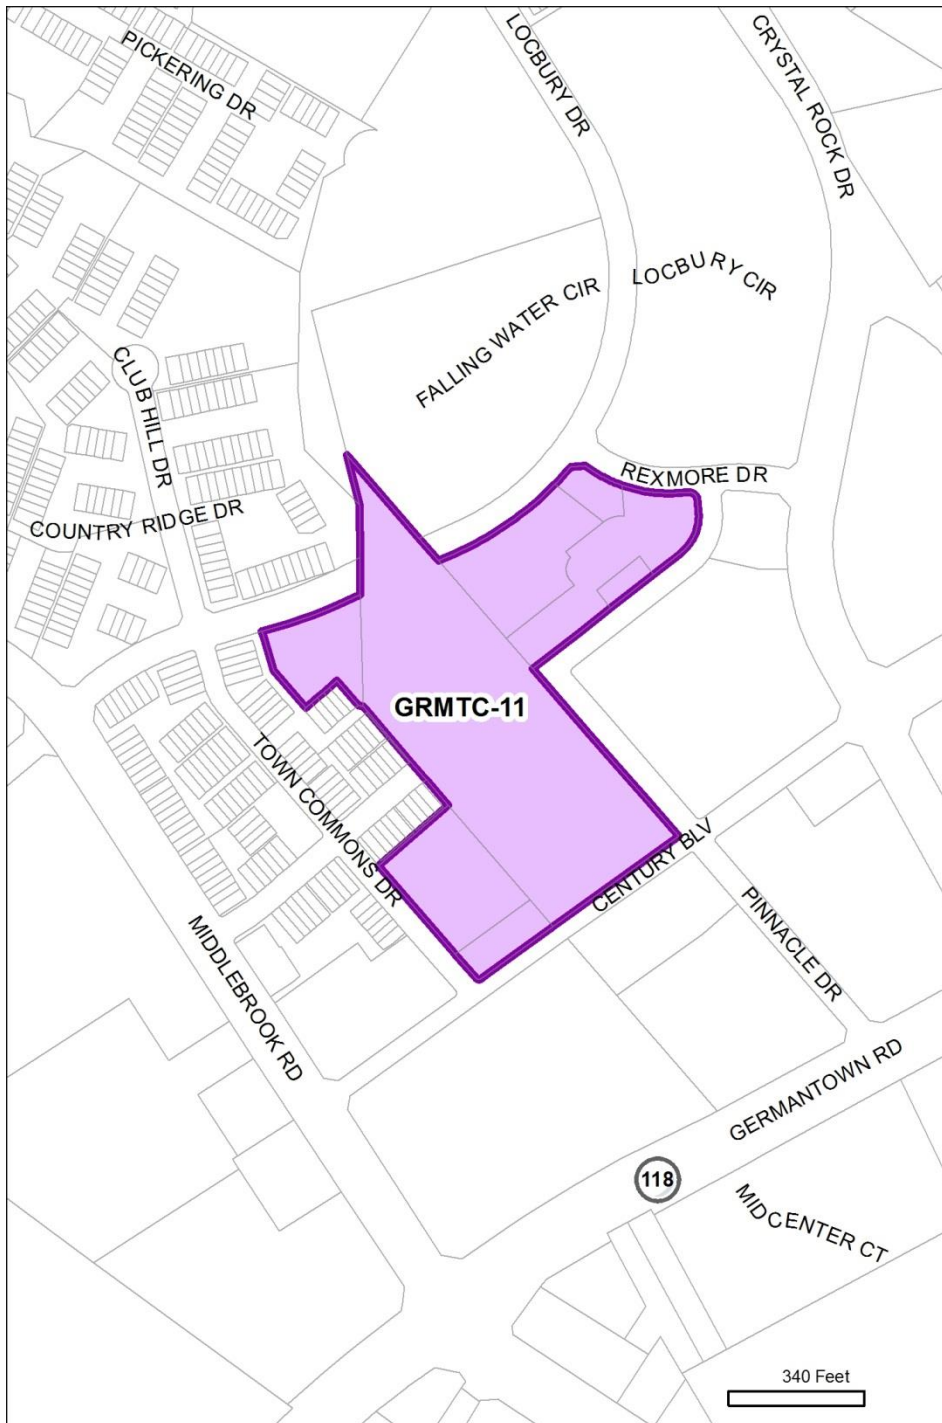 PICKERING DR
LOCBURY DR
CRYSTAL ROCK DR
LOCBURY CIR
FALLING WATER CIR
CLUB HILL DR
REXMORE DR
COUNTRY RIDGE DR
GRMTC-11
TOWN COMMONS DR
CENTURY BLV
PINNACLE DR
MIDDLEBROOK RD
GERMANTOWN RD
118
MIDCENTER CT
340 Feet